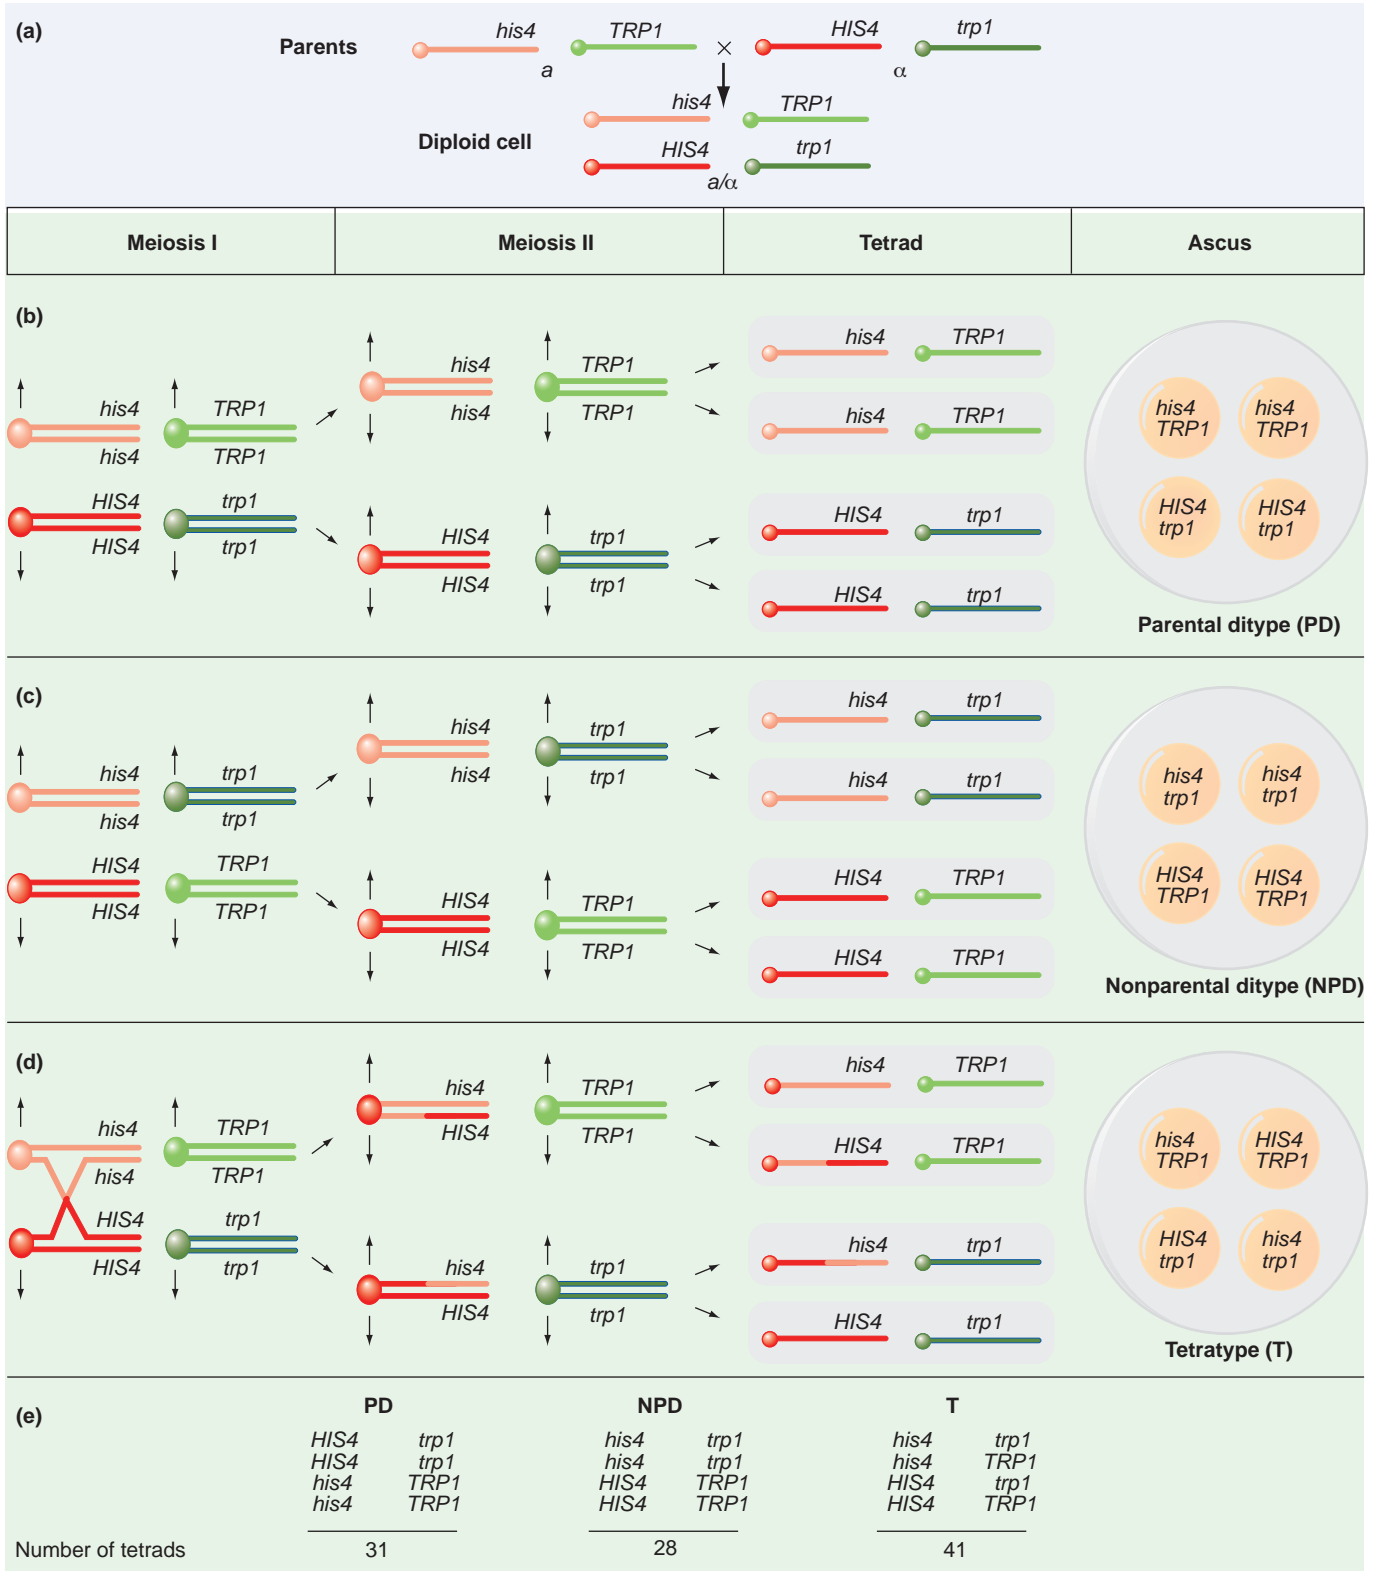 (a)
Parents
his4 TRP1 × HIS4 trp1
a α
Diploid cell
his4 TRP1
HIS4 trp1
a/α
Meiosis I Meiosis II Tetrad Ascus
(b)
his4 TRP1
his4 TRP1
HIS4 trp1
HIS4 trp1
his4 TRP1
his4 TRP1
HIS4 trp1
HIS4 trp1
his4 TRP1
his4 TRP1
HIS4 trp1
HIS4 trp1
his4 his4
TRP1 TRP1
HIS4 HIS4
trp1 trp1
Parental ditype (PD)
(c)
his4 trp1
his4 trp1
HIS4 TRP1
HIS4 TRP1
his4 trp1
his4 trp1
HIS4 TRP1
HIS4 TRP1
his4 trp1
his4 trp1
HIS4 TRP1
HIS4 TRP1
his4 his4
trp1 trp1
HIS4 HIS4
TRP1 TRP1
Nonparental ditype (NPD)
(d)
his4 TRP1
his4 TRP1
HIS4 trp1
HIS4 trp1
his4 TRP1
HIS4 TRP1
his4 trp1
HIS4 trp1
his4 TRP1
HIS4 TRP1
his4 trp1
HIS4 trp1
his4 HIS4
TRP1 TRP1
HIS4 his4
trp1 trp1
Tetratype (T)
(e)
PD NPD T
HIS4 trp1 his4 trp1 his4 trp1
HIS4 trp1 his4 trp1 his4 TRP1
his4 TRP1 HIS4 TRP1 HIS4 trp1
his4 TRP1 HIS4 TRP1 HIS4 TRP1
Number of tetrads 31 28 41